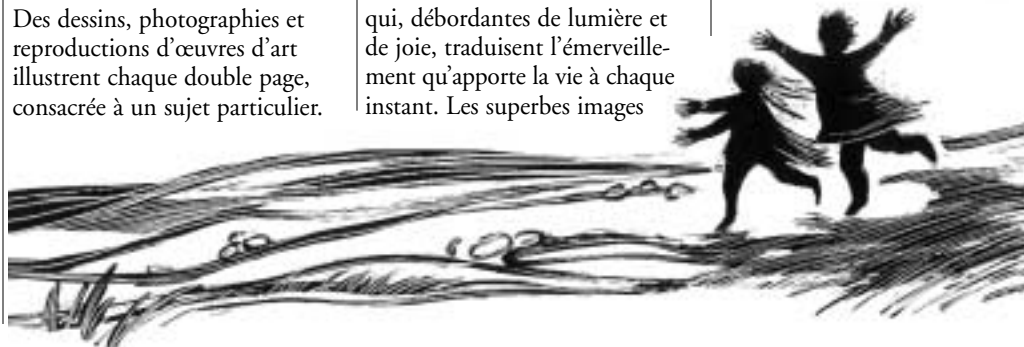 Des dessins, photographies et
reproductions d’œuvres d’art
illustrent chaque double page,
consacrée à un sujet particulier.
qui, débordantes de lumière et
de joie, traduisent l’émerveille-
ment qu’apporte la vie à chaque
instant. Les superbes images